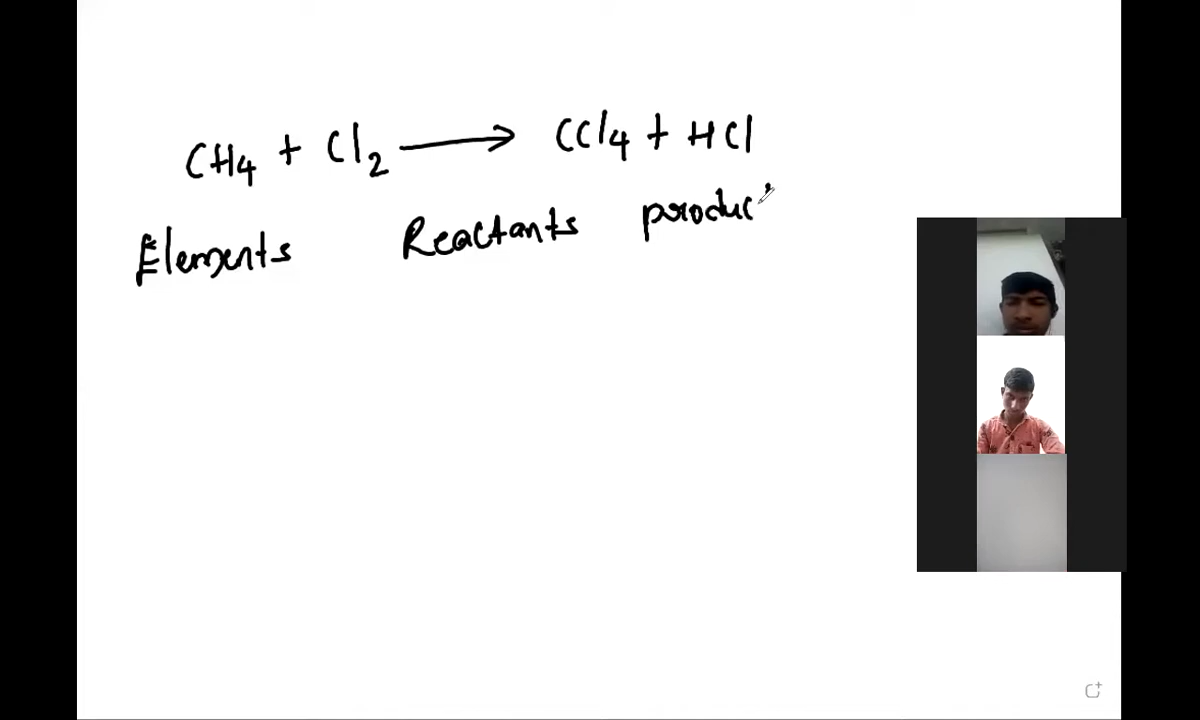 CH4 + Cl2 → CCl4 + HCl
Elements Reactants produc